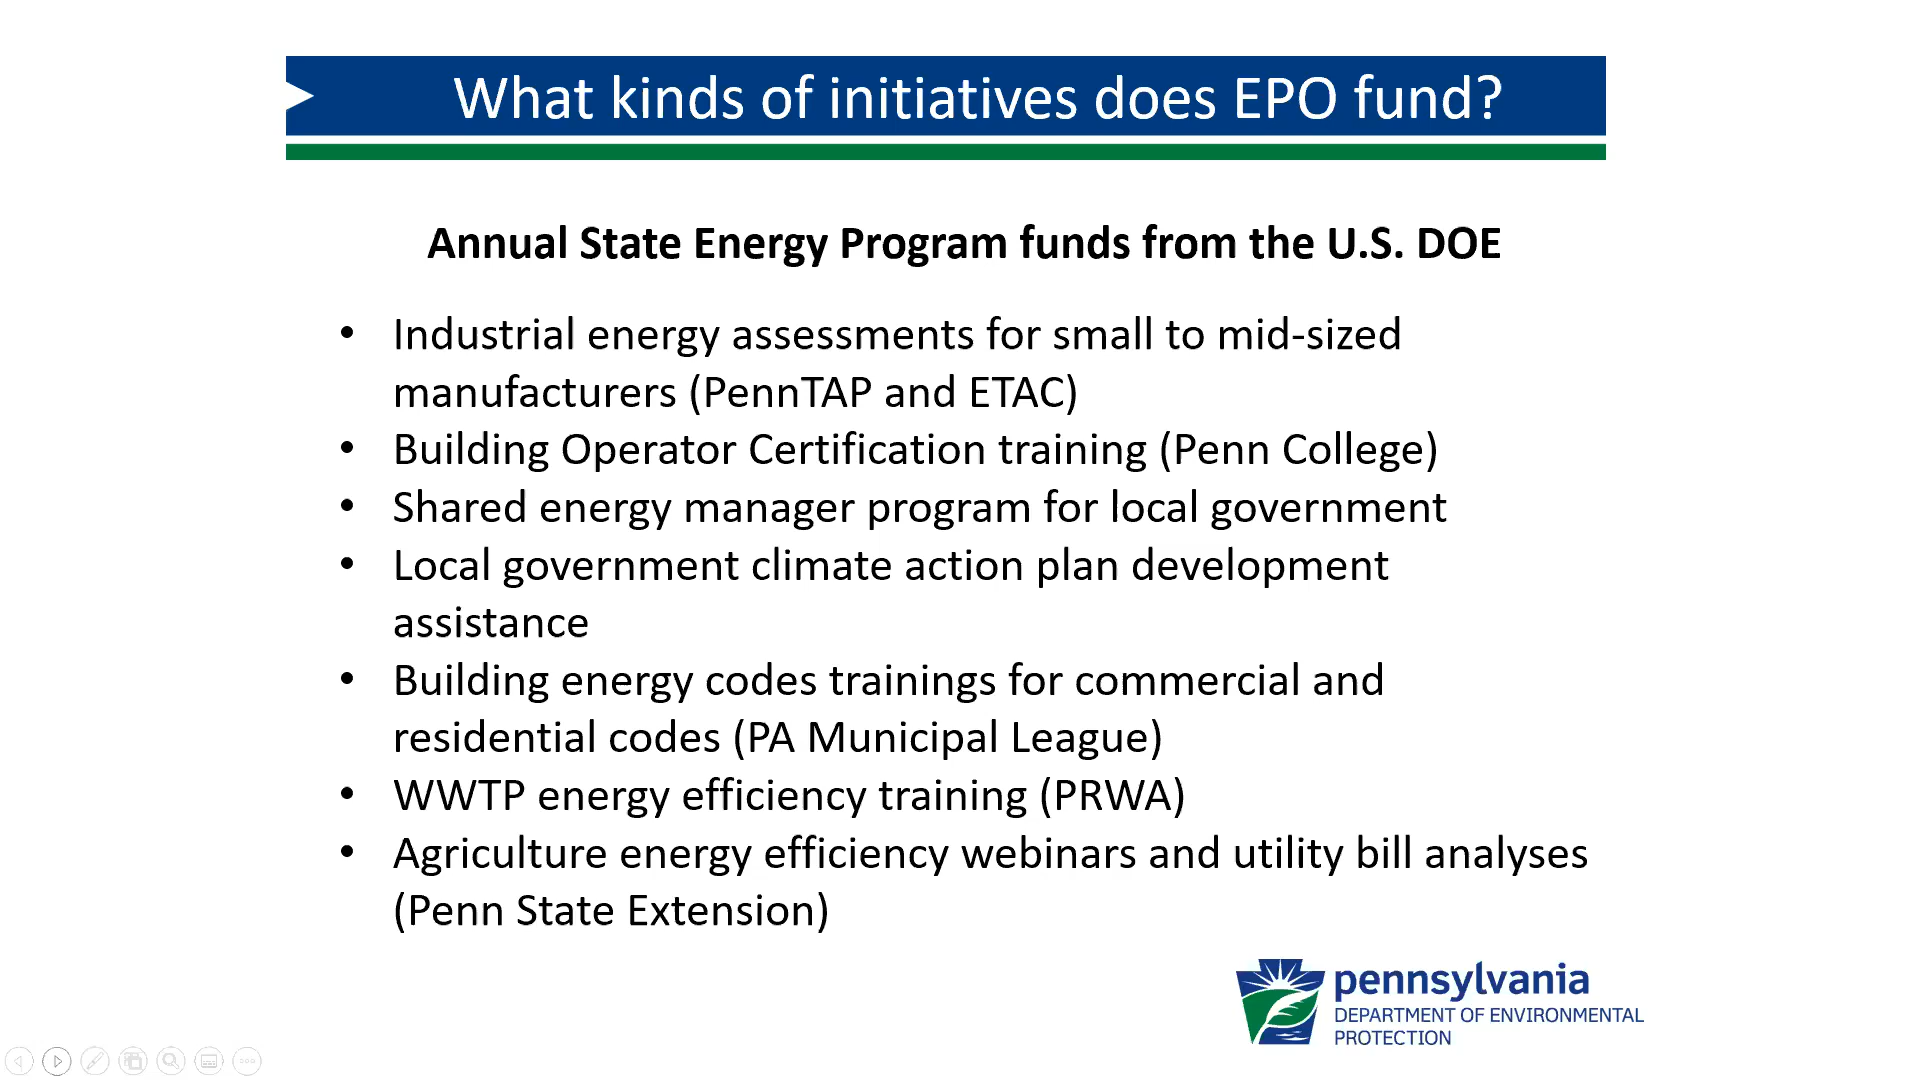 What kinds of initiatives does EPO fund?
Annual State Energy Program funds from the U.S. DOE
• Industrial energy assessments for small to mid-sized
manufacturers (PennTAP and ETAC)
• Building Operator Certification training (Penn College)
• Shared energy manager program for local government
• Local government climate action plan development
assistance
• Building energy codes trainings for commercial and
residential codes (PA Municipal League)
• WWTP energy efficiency training (PRWA)
• Agriculture energy efficiency webinars and utility bill analyses
(Penn State Extension)
pennsylvania
DEPARTMENT OF ENVIRONMENTAL
PROTECTION